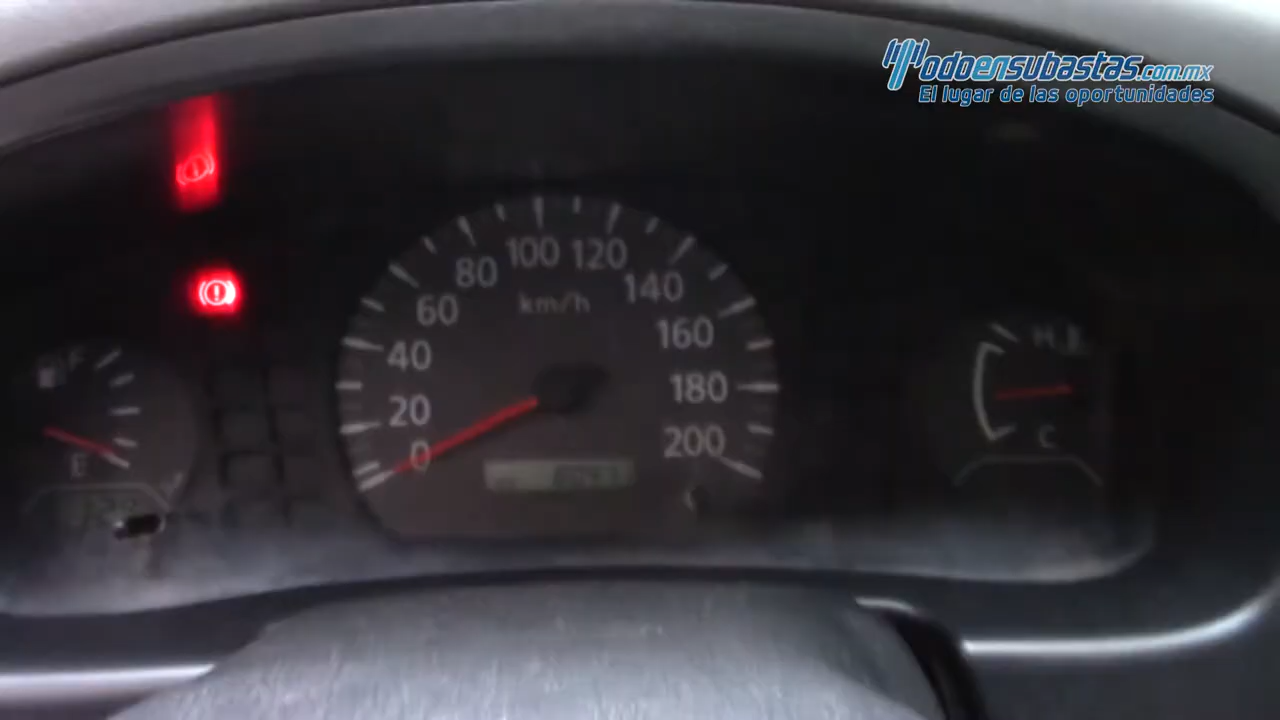 Todoensubastas.com.mx
El lugar de las oportunidades
100 120
80 140
60 km/h 160
40 180
20 200
0
F
E
H
C